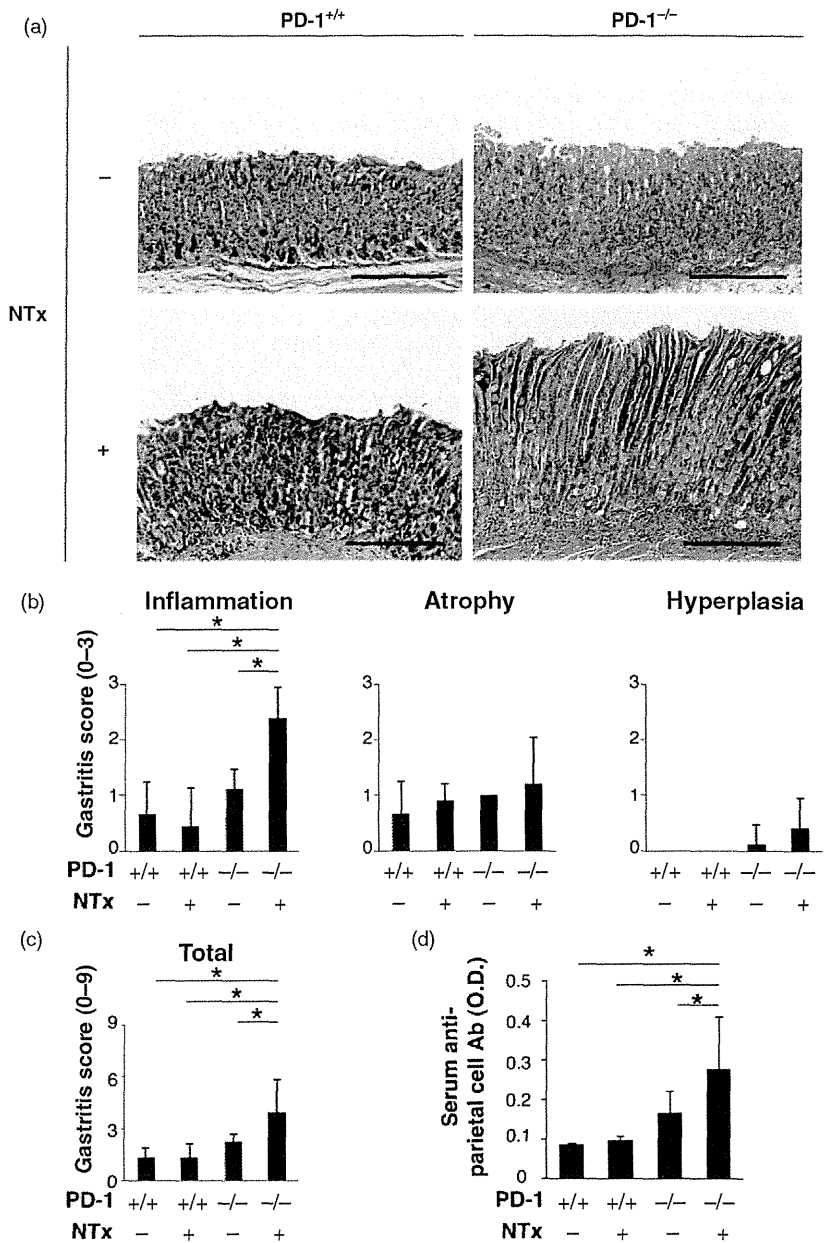 (a)
PD-1+/+ PD-1−/−
NTx
−
+
(b)
Inflammation Atrophy Hyperplasia
* * *
Gastritis score (0–3)
3 3 3
2 2 2
1 1 1
0 0 0
PD-1 +/+ +/+ −/− −/− +/+ +/+ −/− −/− +/+ +/+ −/− −/−
NTx − + − + − + − + − + − +
(c) (d)
Total
* * *
Gastritis score (0–9)
9
6
3
0
PD-1 +/+ +/+ −/− −/−
NTx − + − +
* * *
Serum anti-
parietal cell Ab (O.D.)
0.5
0.4
0.3
0.2
0.1
0
PD-1 +/+ +/+ −/− −/−
NTx − + − +